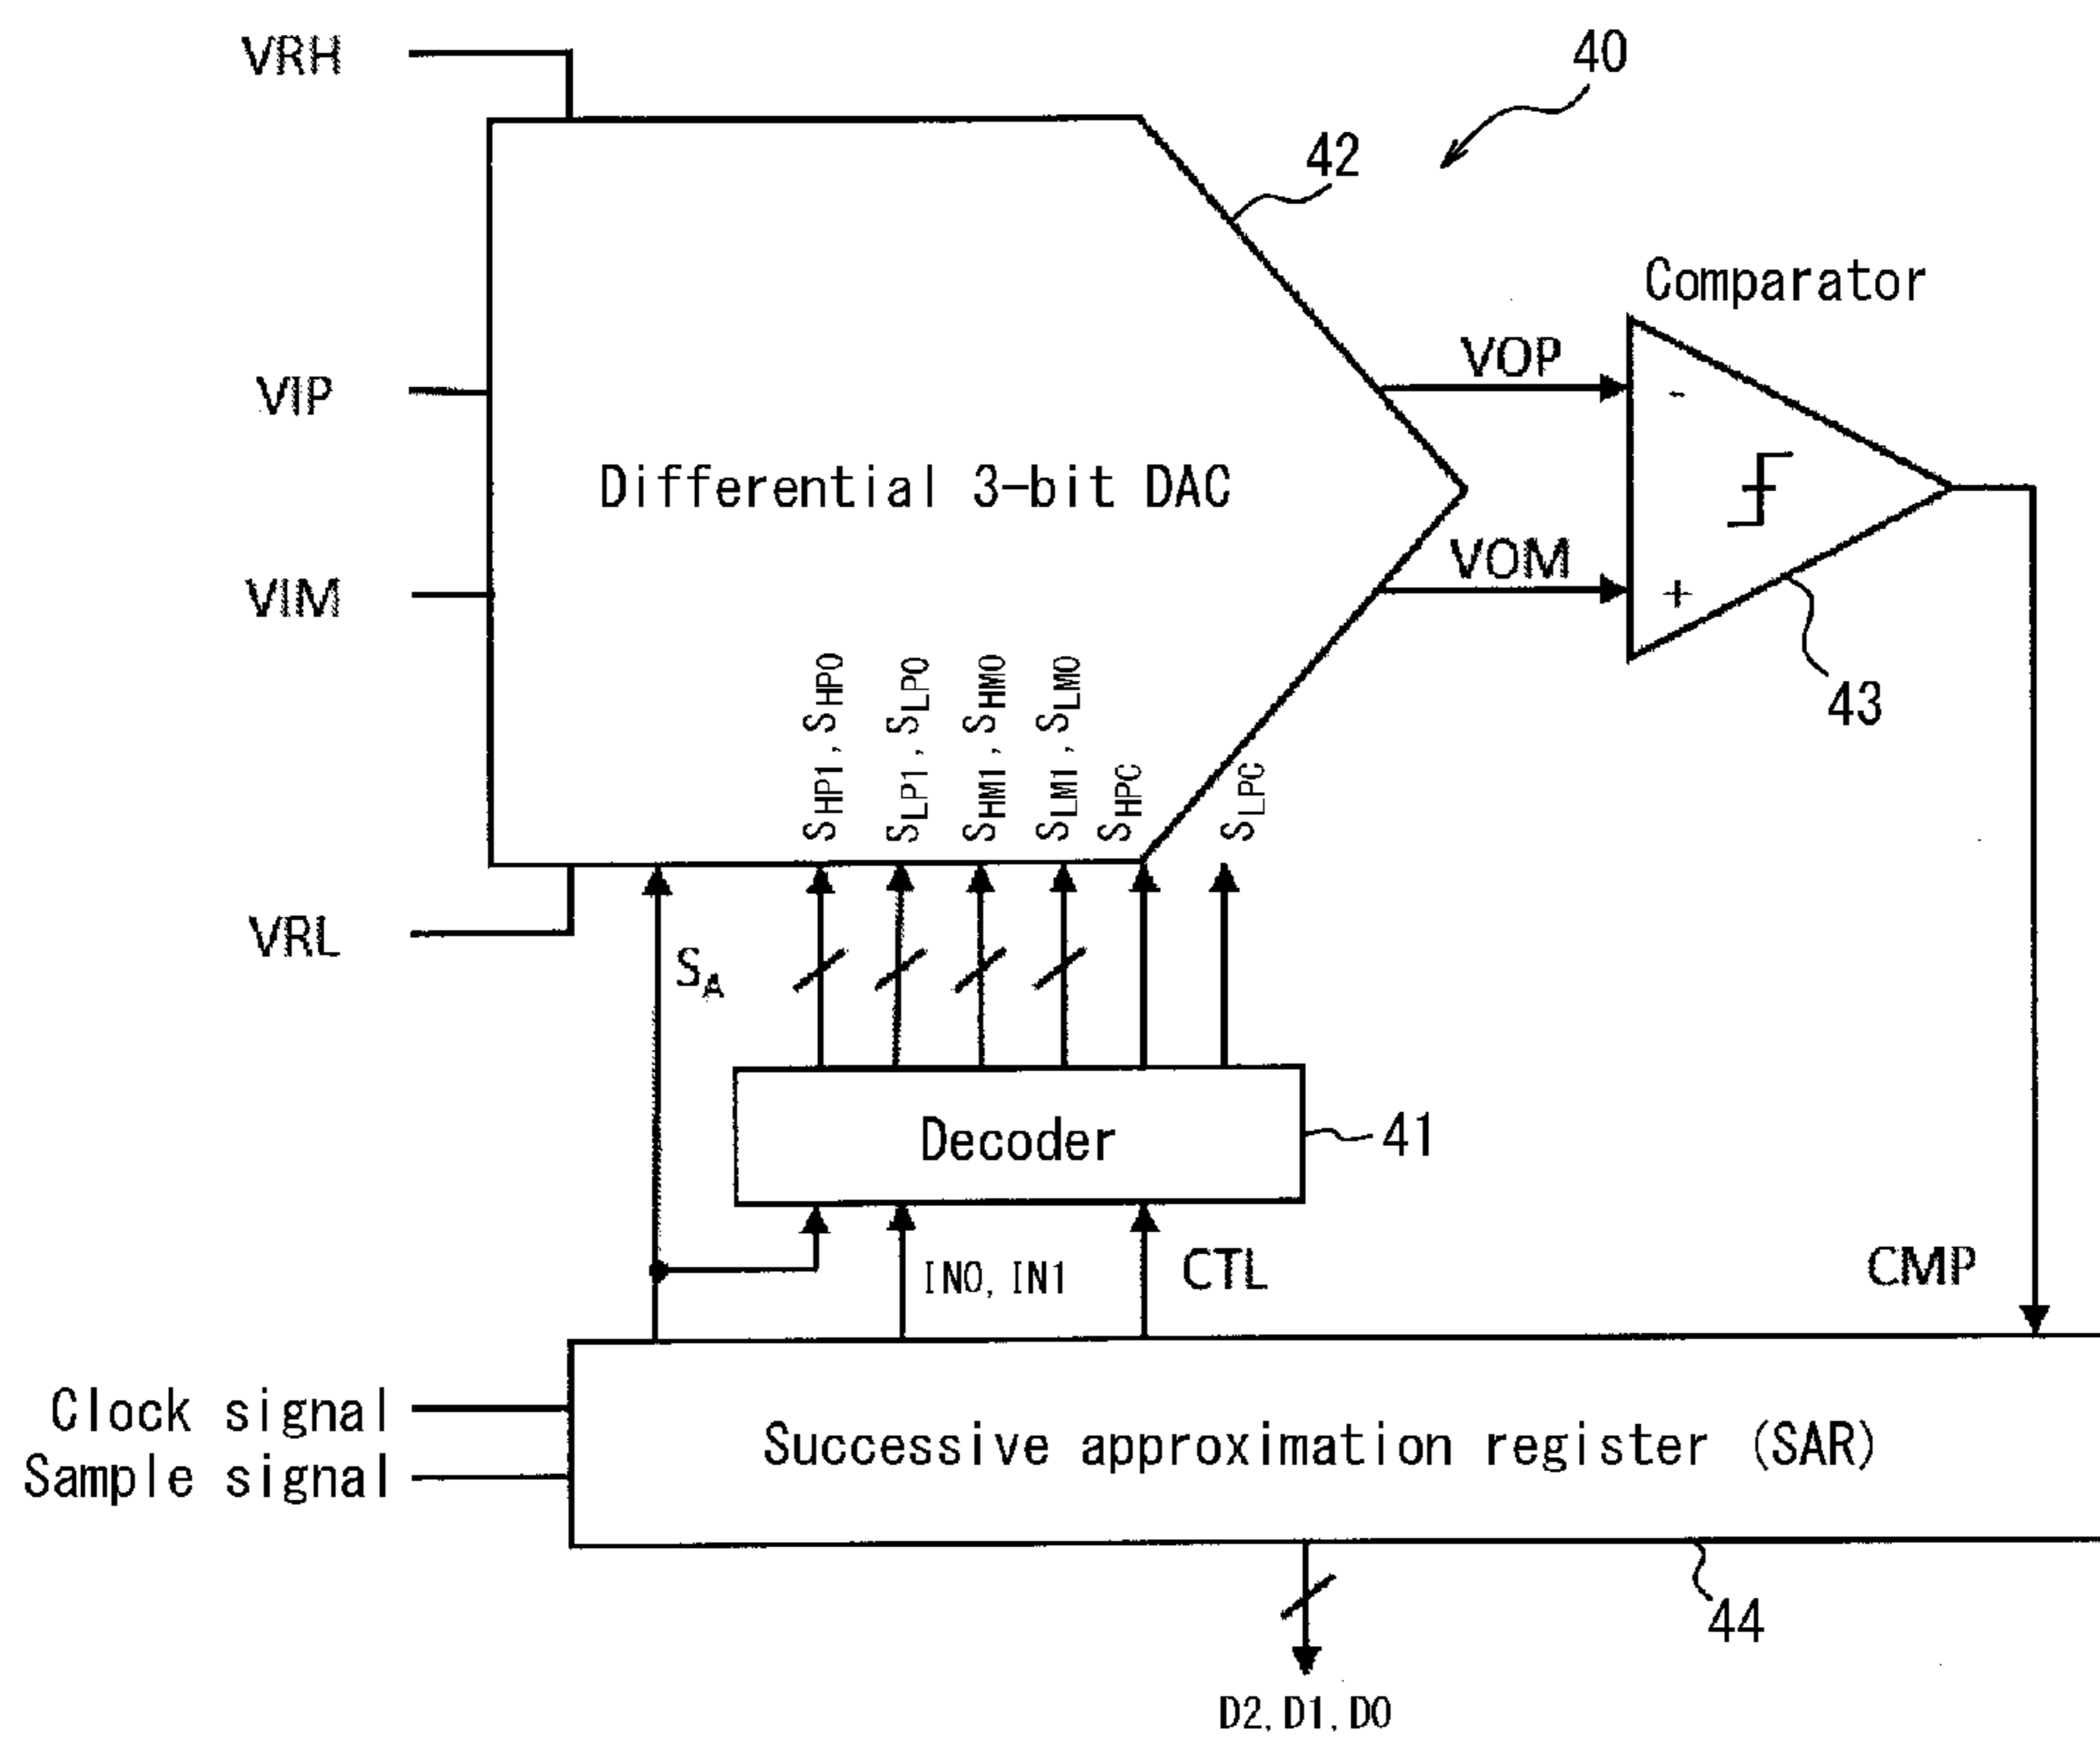 VRH
40
42
Comparator
VIP
VOP
-
Differential 3-bit DAC
VIM
VOM
+
43
SHP1, SHP0
SLP1, SLP0
SHM1, SHM0
SLM1, SLM0
SHPC
SLPC
VRL
SA
Decoder
41
IN0, IN1
CTL
CMP
Clock signal
Sample signal
Successive approximation register (SAR)
44
D2, D1, D0